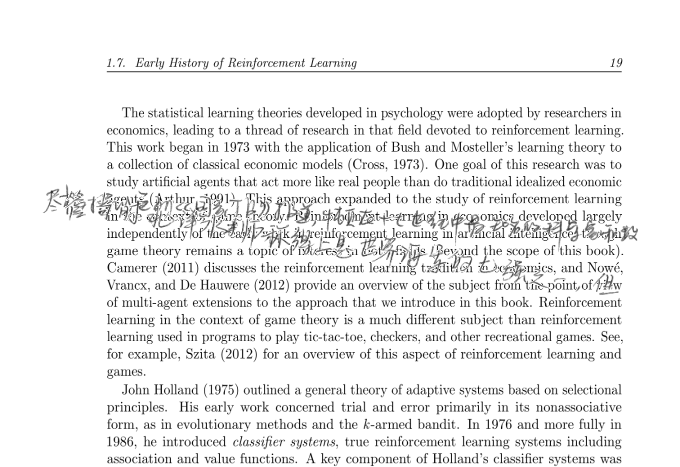 1.7. Early History of Reinforcement Learning 19
The statistical learning theories developed in psychology were adopted by researchers in
economics, leading to a thread of research in that field devoted to reinforcement learning.
This work began in 1973 with the application of Bush and Mosteller's learning theory to
a collection of classical economic models (Cross, 1973). One goal of this research was to
study artificial agents that act more like real people than do traditional idealized economic
agents (Arthur, 1991). This approach expanded to the study of reinforcement learning
in the context of game theory. Reinforcement learning in economics developed largely
independently of the early work in reinforcement learning in artificial intelligence, though
game theory remains a topic of interest in both fields (beyond the scope of this book).
Camerer (2011) discusses the reinforcement learning tradition in economics, and Nowé,
Vrancx, and De Hauwere (2012) provide an overview of the subject from the point of view
of multi-agent extensions to the approach that we introduce in this book. Reinforcement
learning in the context of game theory is a much different subject than reinforcement
learning used in programs to play tic-tac-toe, checkers, and other recreational games. See,
for example, Szita (2012) for an overview of this aspect of reinforcement learning and
games.
John Holland (1975) outlined a general theory of adaptive systems based on selectional
principles. His early work concerned trial and error primarily in its nonassociative
form, as in evolutionary methods and the k-armed bandit. In 1976 and more fully in
1986, he introduced classifier systems, true reinforcement learning systems including
association and value functions. A key component of Holland's classifier systems was
尽管